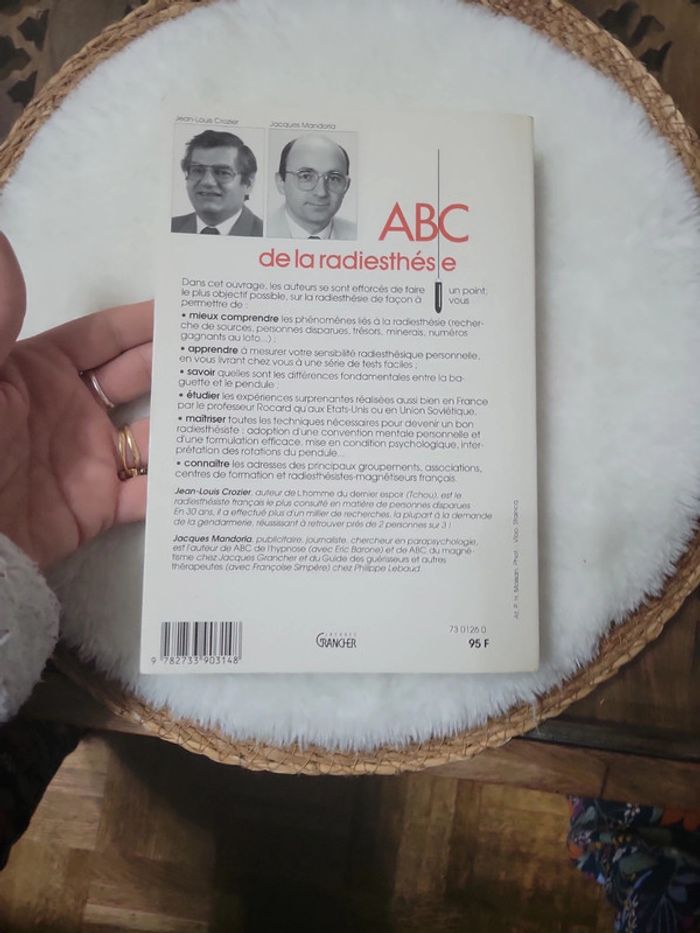 Jean-Louis Crozier
Jacques Mandorla
ABC
de la radiesthésie
Dans cet ouvrage, les auteurs se sont efforcés de faire un point,
le plus objectif possible, sur la radiesthésie de façon à vous
permettre de :
• mieux comprendre les phénomènes liés à la radiesthésie (recher-
che de sources, personnes disparues, trésors, minerais, numéros
gagnants au loto...) ;
• apprendre à mesurer votre sensibilité radiesthésique personnelle,
en vous livrant chez vous à une série de tests faciles ;
• savoir quelles sont les différences fondamentales entre la ba-
guette et le pendule ;
• étudier les expériences surprenantes réalisées aussi bien en France
par le professeur Rocard qu'aux Etats-Unis ou en Union Soviétique,
• maîtriser toutes les techniques nécessaires pour devenir un bon
radiesthésiste : adoption d'une convention mentale personnelle et
d'une formulation efficace, mise en condition psychologique, inter-
prétation des rotations du pendule...
• connaître les adresses des principaux groupements, associations,
centres de formation et radiesthésistes-magnétiseurs français.
Jean-Louis Crozier, auteur de L'homme du dernier espoir (Tchou), est le
radiesthésiste français le plus consulté en matière de personnes disparues
En 30 ans, il a effectué plus d'un millier de recherches, la plupart à la demande
de la gendarmerie, réussissant à retrouver près de 2 personnes sur 3 !
Jacques Mandorla, publicitaire, journaliste, chercheur en parapsychologie,
est l'auteur de ABC de l'hypnose (avec Eric Barone) et de ABC du magné-
tisme chez Jacques Grancher et du Guide des guérisseurs et autres
thérapeutes (avec Françoise Simpère) chez Philippe Lebaud.
9 782733 903148
JACQUES
GRANCHER
73 0126 0
95 F